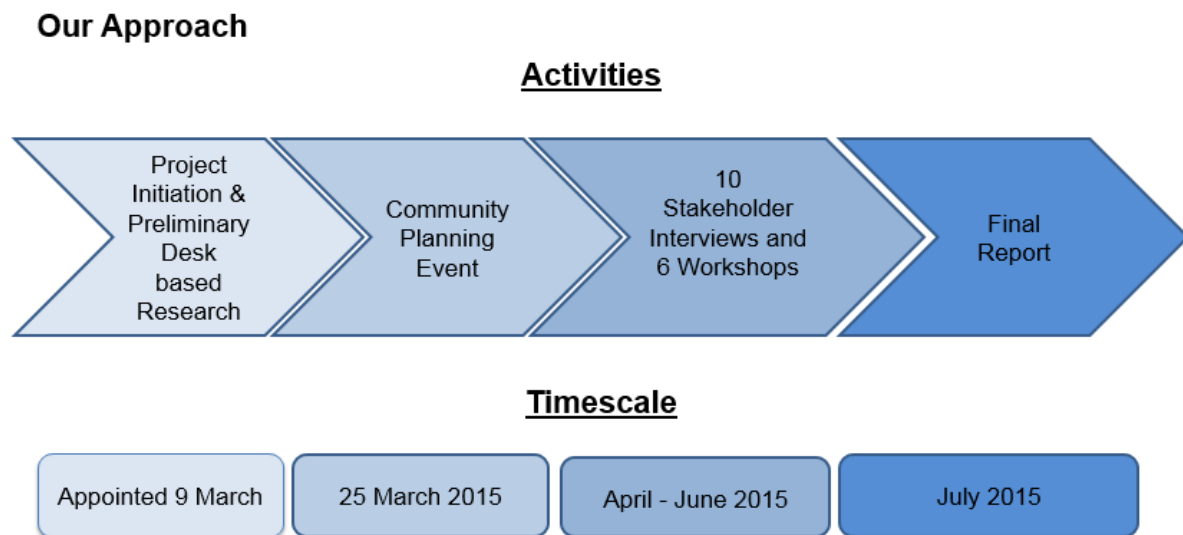 Our Approach
Activities
Project
Initiation &
Preliminary
Desk
based
Research
Community
Planning
Event
10
Stakeholder
Interviews and
6 Workshops
Final
Report
Timescale
Appointed 9 March
25 March 2015
April - June 2015
July 2015